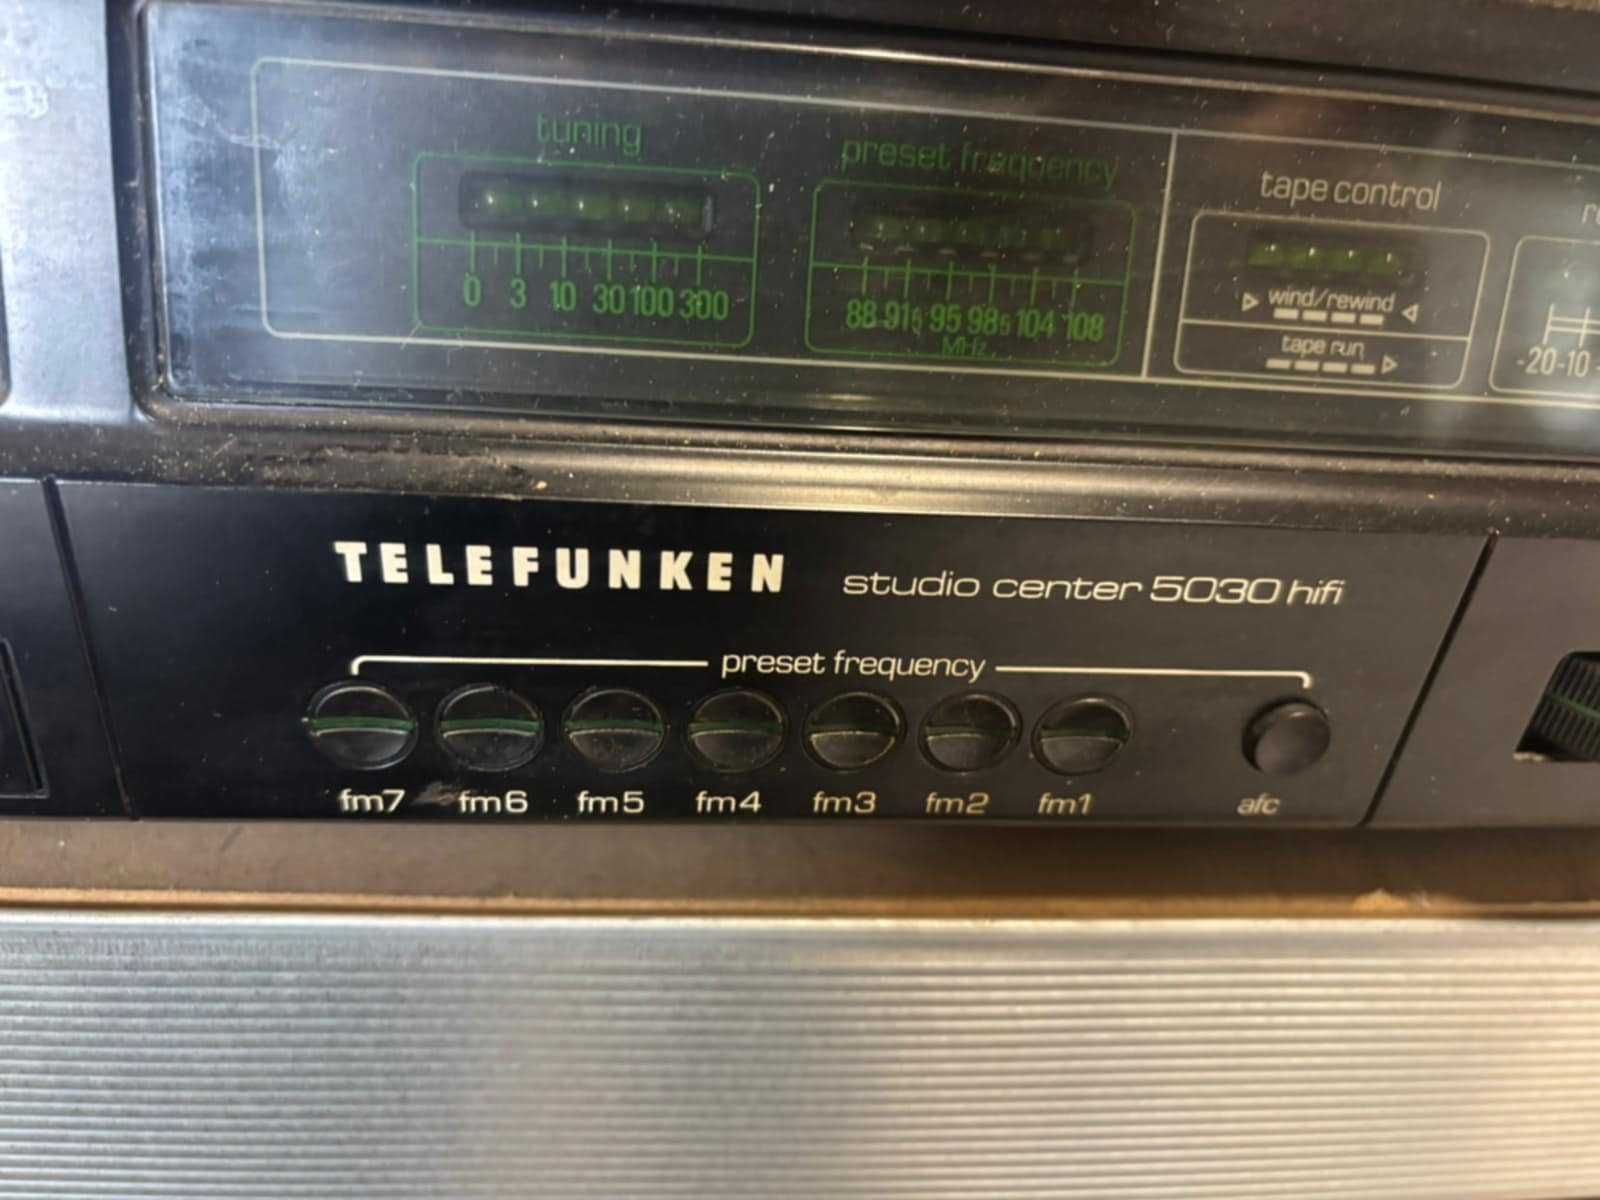 tuning
0 3 10 30 100 300
preset frequency
88 91,5 95 98,5 104 108
MHz
tape control
wind/rewind
tape run
-20 -10
TELEFUNKEN studio center 5030 hifi
preset frequency
fm7 fm6 fm5 fm4 fm3 fm2 fm1 afc